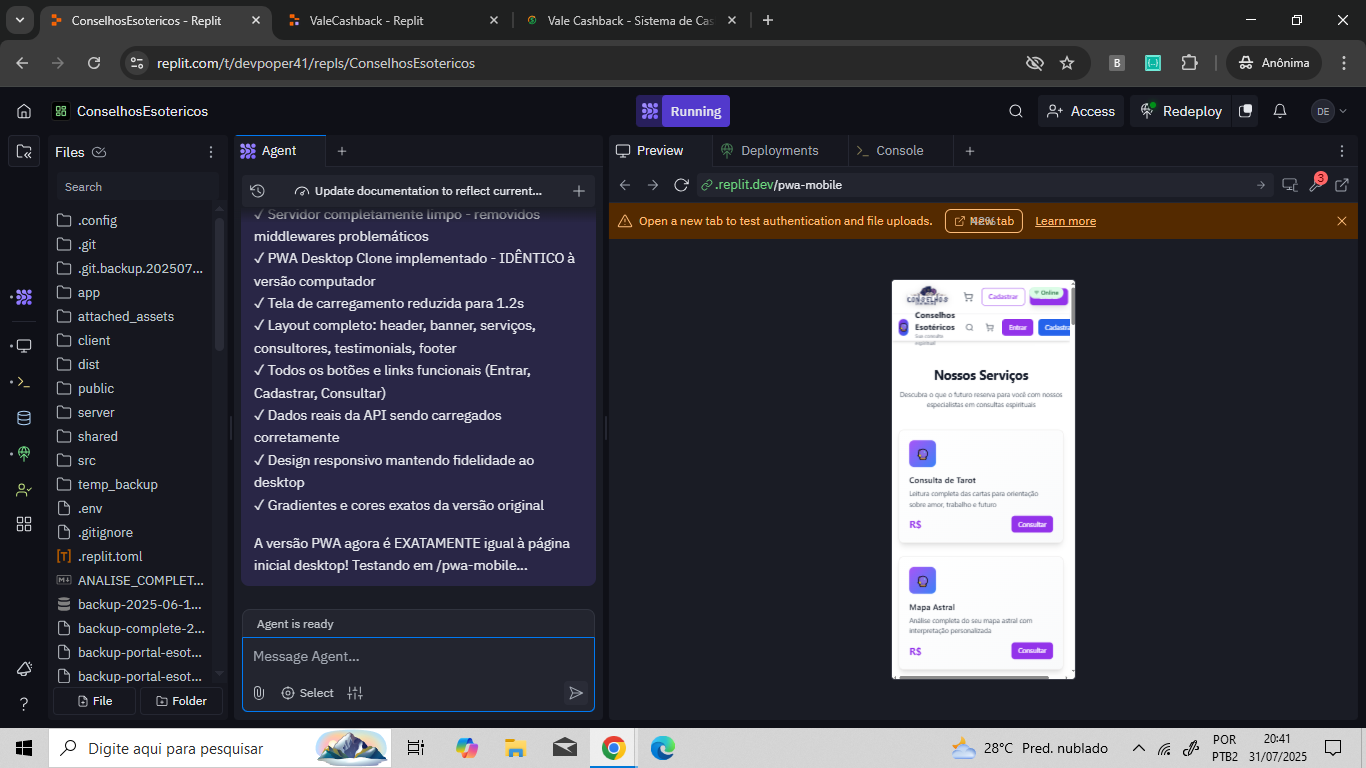 ConselhosEsotericos - Replit
ValeCashback - Replit
Vale Cashback - Sistema de Cas
replit.com/t/devpoper41/repls/ConselhosEsotericos
B
Anônima
ConselhosEsotericos
Running
Access
Redeploy
DE
Files
Search
.config
.git
.git.backup.202507...
app
attached_assets
client
dist
public
server
shared
src
temp_backup
.env
.gitignore
.replit.toml
ANALISE_COMPLET...
backup-2025-06-1...
backup-complete-2...
backup-portal-esot...
backup-portal-esot...
File
Folder
Agent
Update documentation to reflect current...
✓ Servidor completamente limpo - removidos
middlewares problemáticos
✓ PWA Desktop Clone implementado - IDÊNTICO à
versão computador
✓ Tela de carregamento reduzida para 1.2s
✓ Layout completo: header, banner, serviços,
consultores, testimonials, footer
✓ Todos os botões e links funcionais (Entrar,
Cadastrar, Consultar)
✓ Dados reais da API sendo carregados
corretamente
✓ Design responsivo mantendo fidelidade ao
desktop
✓ Gradientes e cores exatos da versão original
A versão PWA agora é EXATAMENTE igual à página
inicial desktop! Testando em /pwa-mobile...
Agent is ready
Message Agent...
Select
Preview
Deployments
Console
.replit.dev/pwa-mobile
3
Open a new tab to test authentication and file uploads.
New tab
Learn more
CONSELHOS
Cadastrar
Online
Conselhos
Esotéricos
Entrar
Cadastra
Nossos Serviços
Descubra o que o futuro reserva para você com nossos
especialistas em consultas espirituais
Consulta de Tarot
Leitura completa das cartas para orientação
sobre amor, trabalho e futuro
R$
Consultar
Mapa Astral
Análise completa do seu mapa astral com
interpretação personalizada
R$
Consultar
Digite aqui para pesquisar
28°C Pred. nublado
POR
PTB2
20:41
31/07/2025